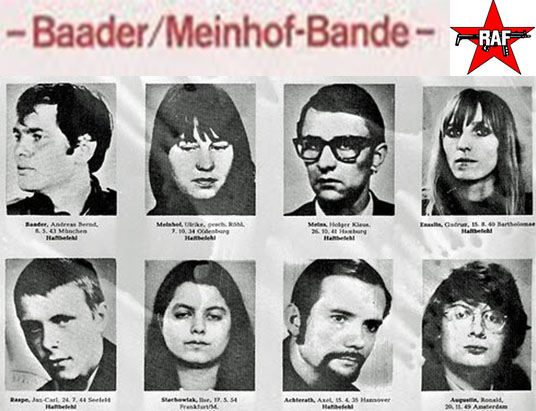 - Baader/Meinhof-Bande -
RAF
Baader, Andreas Bernd,
6. 5. 43 München
Haftbefehl
Meinhof, Ulrike, gesch. Röhl,
7. 10. 34 Oldenburg
Haftbefehl
Meins, Holger Klaus,
26. 10. 41 Hamburg
Haftbefehl
Ensslin, Gudrun, 15. 8. 40 Bartholomae
Haftbefehl
Raspe, Jan-Carl, 24. 7. 44 Seefeld
Haftbefehl
Stachowiak, Ilse, 17. 5. 54
Frankfurt/M.
Haftbefehl
Achterath, Axel, 15. 4. 35 Hannover
Haftbefehl
Augustin, Ronald,
20. 11. 49 Amsterdam
Haftbefehl